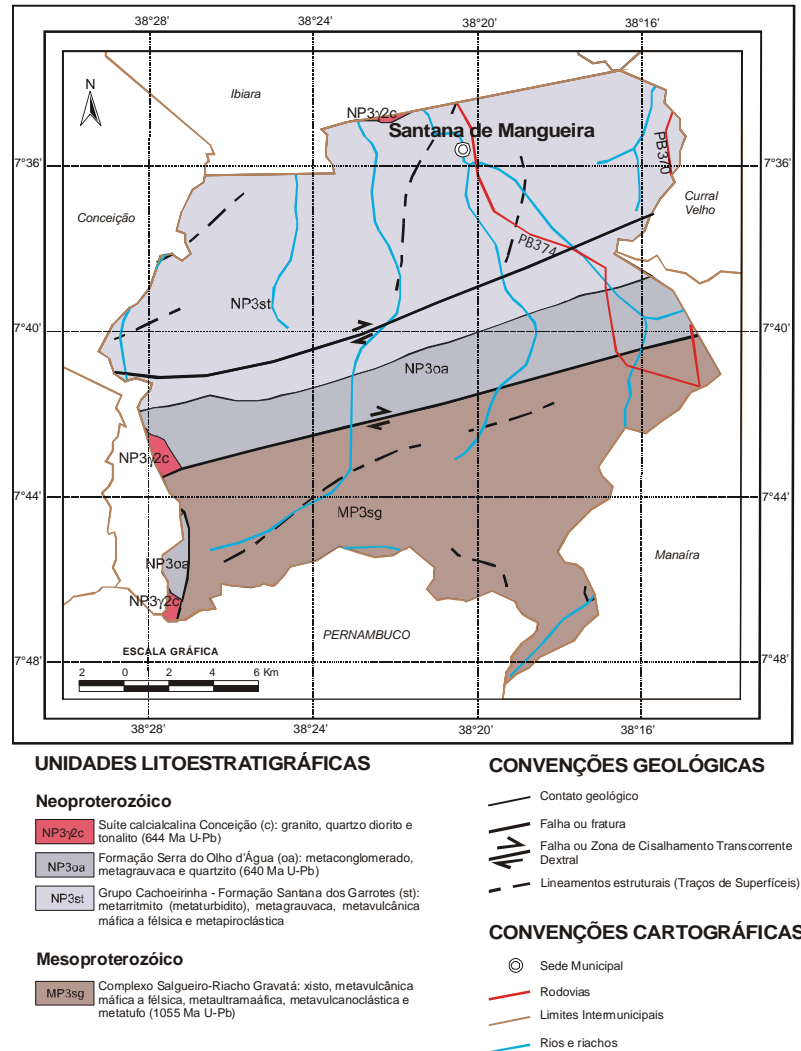 38°28'
38°24'
38°20'
38°16'
N
Ibiara
NP3γ2c
Santana de Mangueira
7°36'
7°36'
PB370
Conceição
Curral
Velho
PB374
NP3st
7°40'
7°40'
NP3oa
NP3γ2c
7°44'
7°44'
MP3sg
NP3oa
Manaíra
NP3γ2c
PERNAMBUCO
ESCALA GRÁFICA
7°48'
7°48'
2 0 2 4 6 Km
38°28'
38°24'
38°20'
38°16'
UNIDADES LITOESTRATIGRÁFICAS
Neoproterozóico
NP3γ2c Suíte calcialcalina Conceição (c): granito, quartzo diorito e
tonalito (644 Ma U-Pb)
NP3oa Formação Serra do Olho d'Água (oa): metaconglomerado,
metagrauvaca e quartzito (640 Ma U-Pb)
NP3st Grupo Cachoeirinha - Formação Santana dos Garrotes (st):
metarritmito (metaturbidito), metagrauvaca, metavulcânica
máfica a félsica e metapiroclástica
Mesoproterozóico
MP3sg Complexo Salgueiro-Riacho Gravatá: xisto, metavulcânica
máfica a félsica, metaultramaáfica, metavulcanoclástica e
metatufo (1055 Ma U-Pb)
CONVENÇÕES GEOLÓGICAS
Contato geológico
Falha ou fratura
Falha ou Zona de Cisalhamento Transcorrente
Dextral
Lineamentos estruturais (Traços de Superfíceis)
CONVENÇÕES CARTOGRÁFICAS
Sede Municipal
Rodovias
Limites Intermunicipais
Rios e riachos